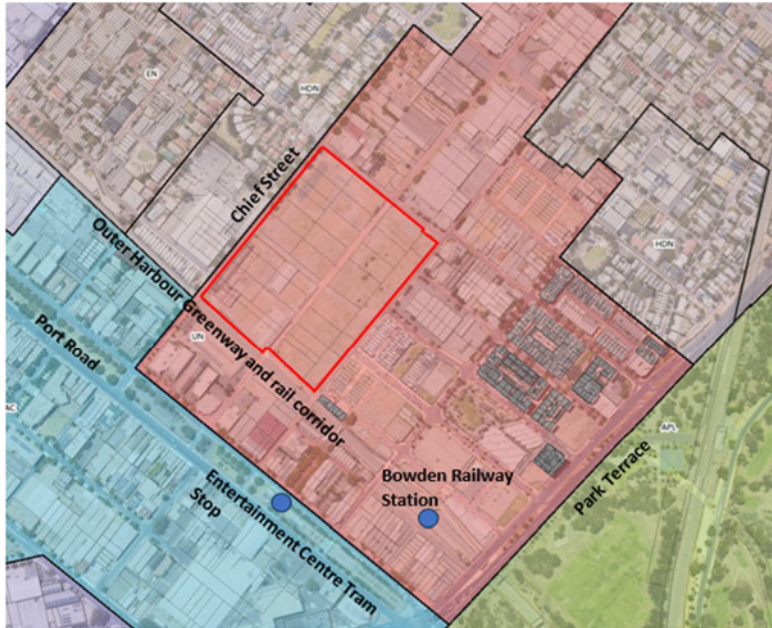 EN
HDN
Chief Street
Outer Harbour Greenway and rail corridor
HDN
UN
Port Road
AC
APL
Bowden Railway
Station
Park Terrace
Entertainment Centre Tram
Stop